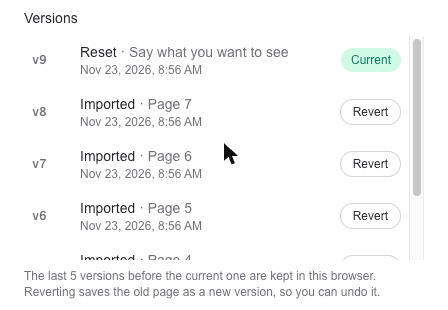 Versions
v9
Reset · Say what you want to see
Nov 23, 2026, 8:56 AM
Current
v8
Imported · Page 7
Nov 23, 2026, 8:56 AM
Revert
v7
Imported · Page 6
Nov 23, 2026, 8:56 AM
Revert
v6
Imported · Page 5
Nov 23, 2026, 8:56 AM
Revert
Imported · Page 4
The last 5 versions before the current one are kept in this browser.
Reverting saves the old page as a new version, so you can undo it.